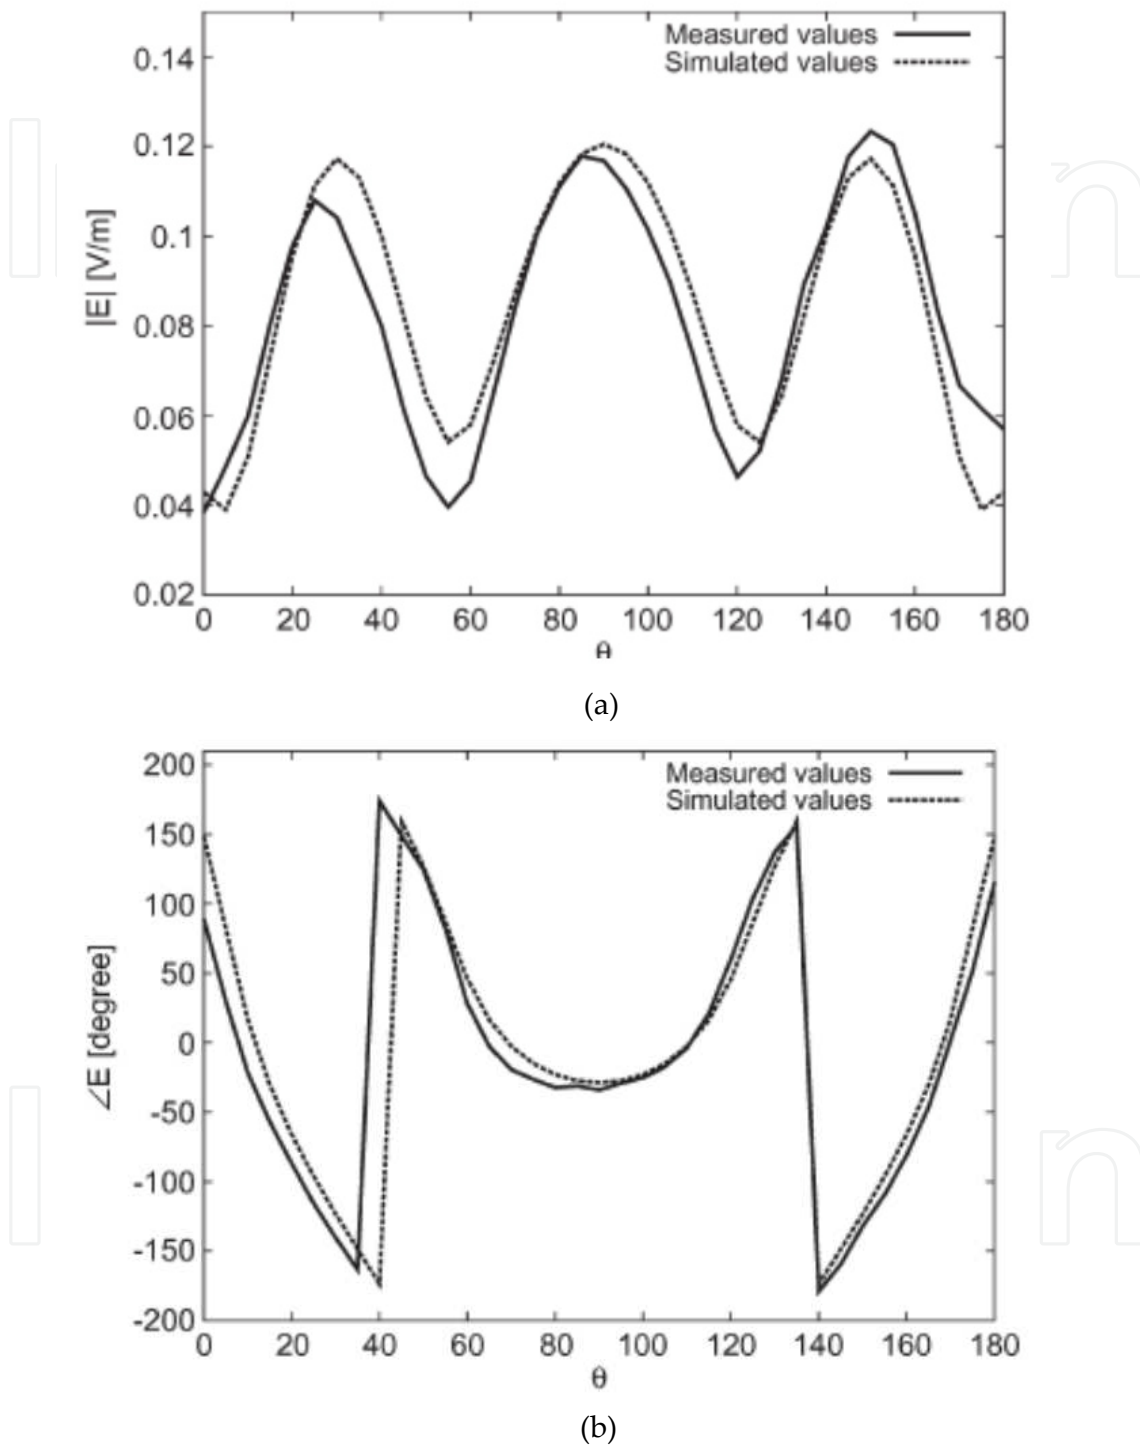 Measured values
Simulated values
0.14
0.12
0.1
0.08
0.06
0.04
0.02
|E| [V/m]
0 20 40 60 80 100 120 140 160 180
θ
(a)
Measured values
Simulated values
200
150
100
50
0
-50
-100
-150
-200
∠E [degree]
0 20 40 60 80 100 120 140 160 180
θ
(b)